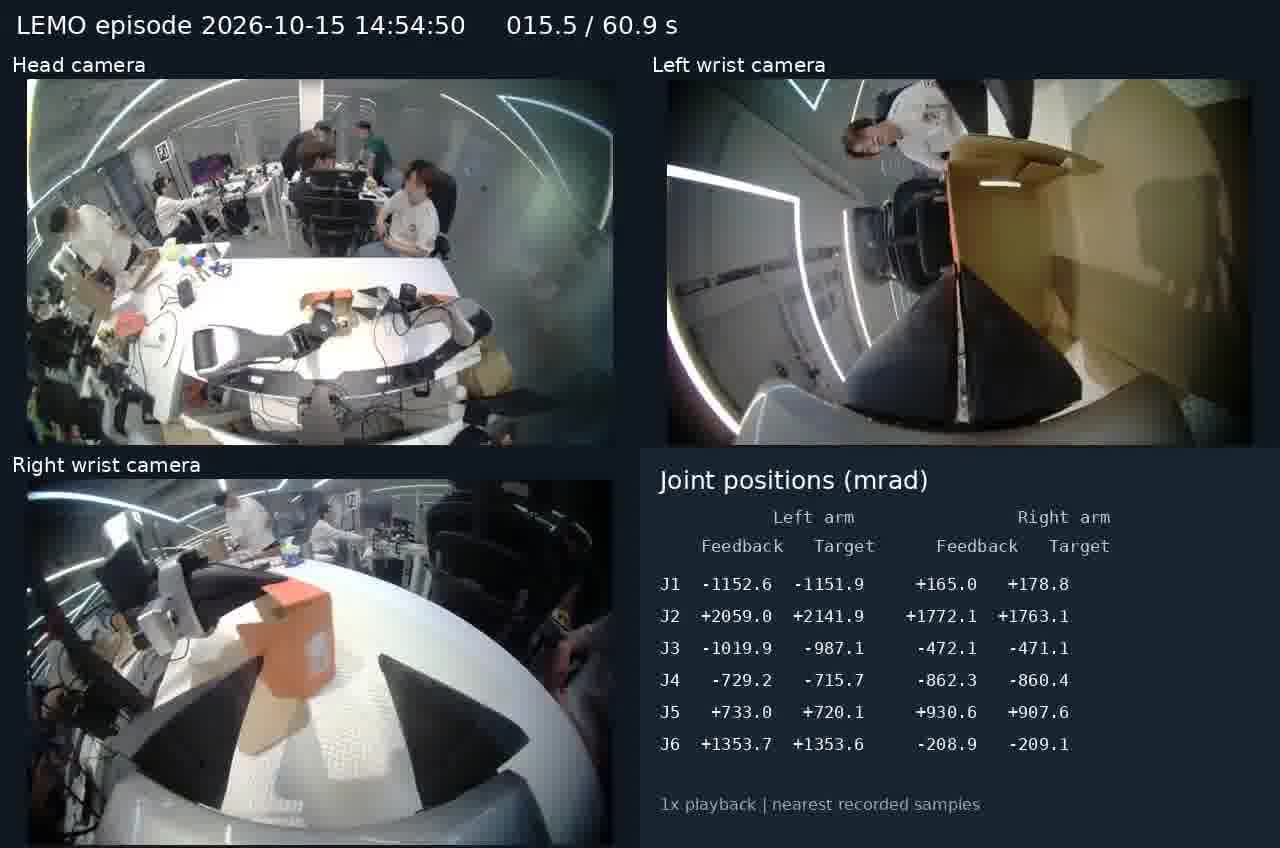 LEMO episode 2026-10-15 14:54:50 015.5 / 60.9 s
Head camera
Left wrist camera
Right wrist camera
Joint positions (mrad)
Left arm Right arm
Feedback Target Feedback Target
J1 -1152.6 -1151.9 +165.0 +178.8
J2 +2059.0 +2141.9 +1772.1 +1763.1
J3 -1019.9 -987.1 -472.1 -471.1
J4 -729.2 -715.7 -862.3 -860.4
J5 +733.0 +720.1 +930.6 +907.6
J6 +1353.7 +1353.6 -208.9 -209.1
1x playback | nearest recorded samples